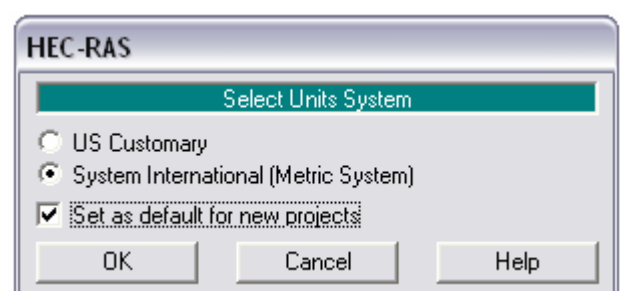 HEC-RAS
Select Units System
US Customary
System International (Metric System)
Set as default for new projects
OK Cancel Help